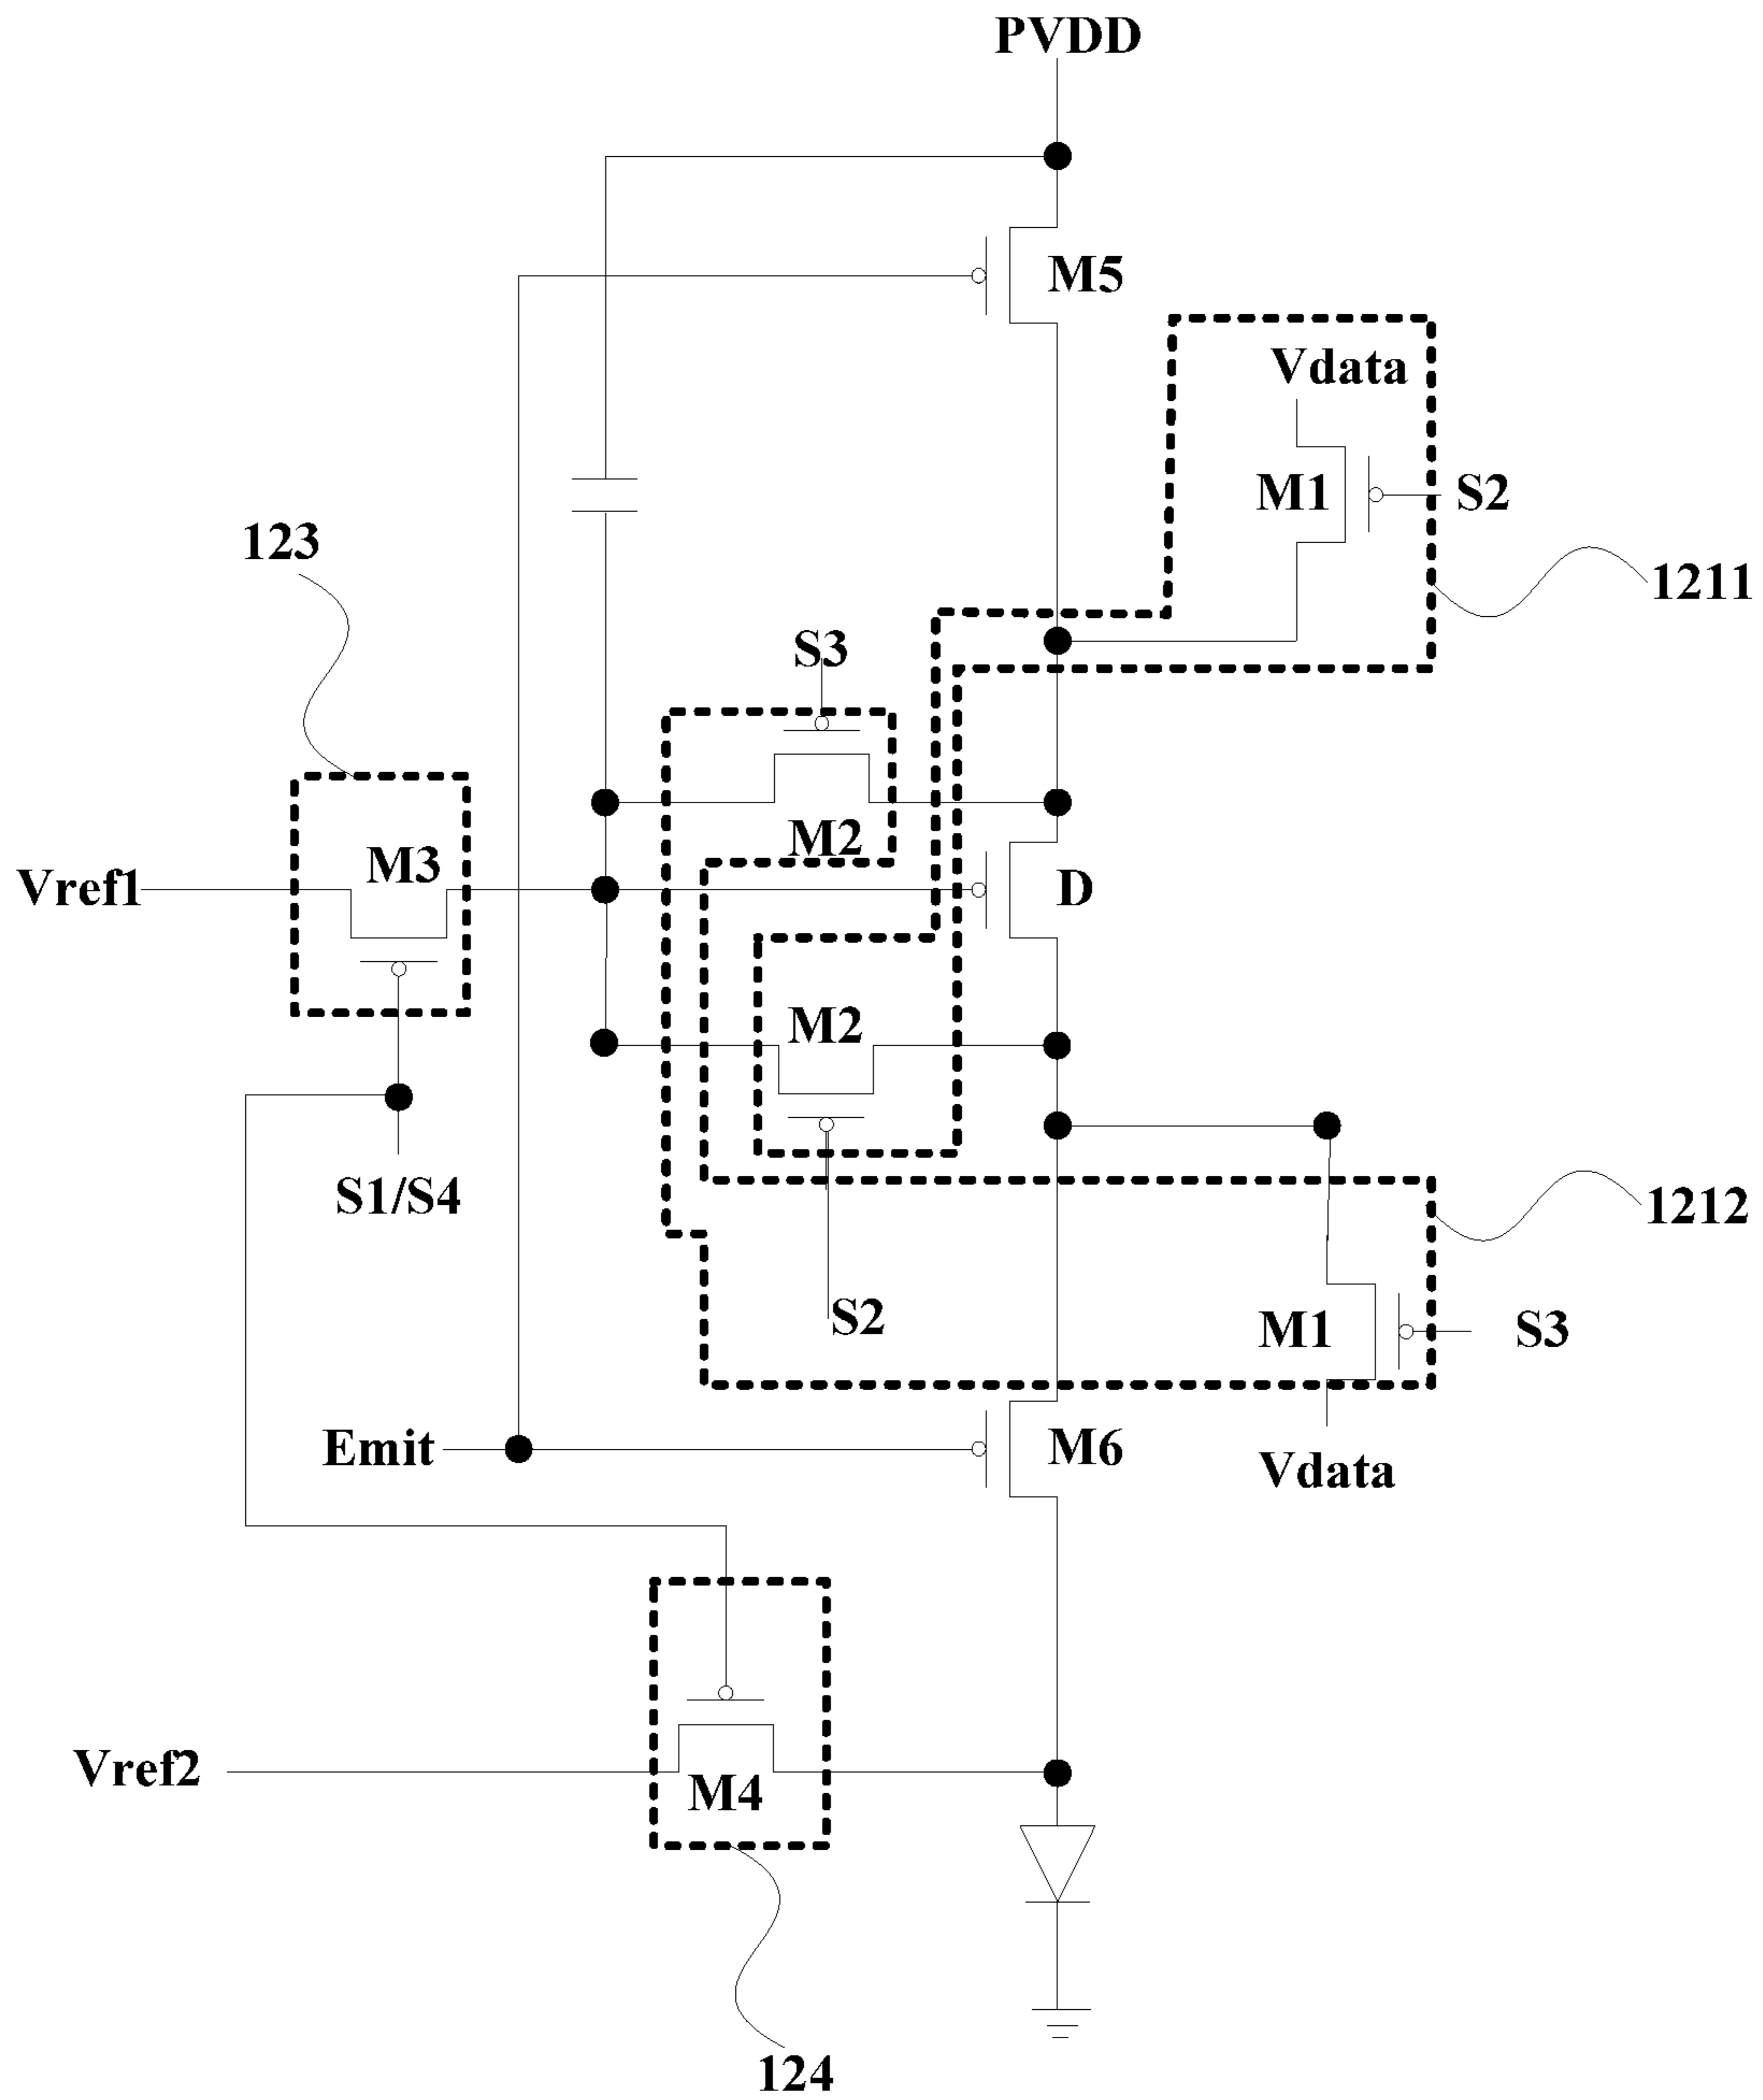 PVDD
M5
Vdata
M1
S2
123
1211
S3
M2
M3
Vref1
D
M2
S1/S4
1212
S2
M1
S3
Emit
M6
Vdata
Vref2
M4
124